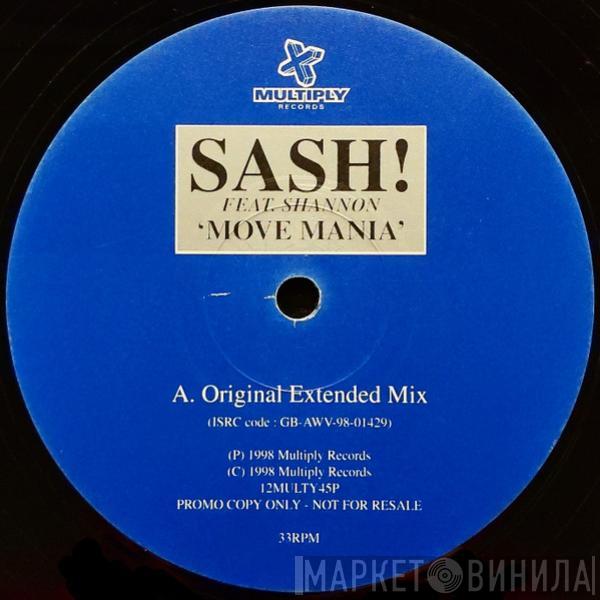 MULTIPLY
RECORDS
SASH!
FEAT. SHANNON
‘MOVE MANIA’
A. Original Extended Mix
(ISRC code : GB-AWV-98-01429)
(P) 1998 Multiply Records
(C) 1998 Multiply Records
12MULTY45P
PROMO COPY ONLY - NOT FOR RESALE
33RPM
МАРКЕТ ВИНИЛА